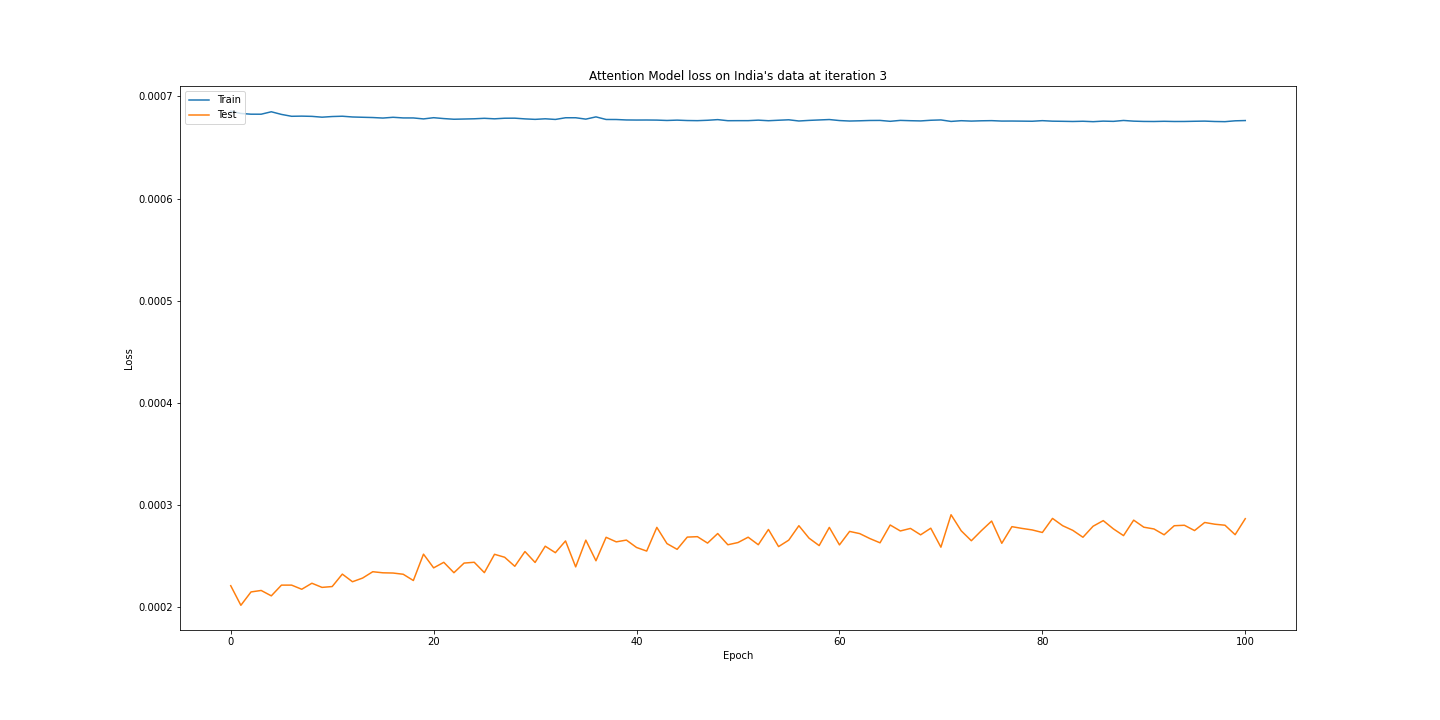 Attention Model loss on India's data at iteration 3
Train
Test
0.0007
0.0006
0.0005
0.0004
0.0003
0.0002
Loss
0 20 40 60 80 100
Epoch